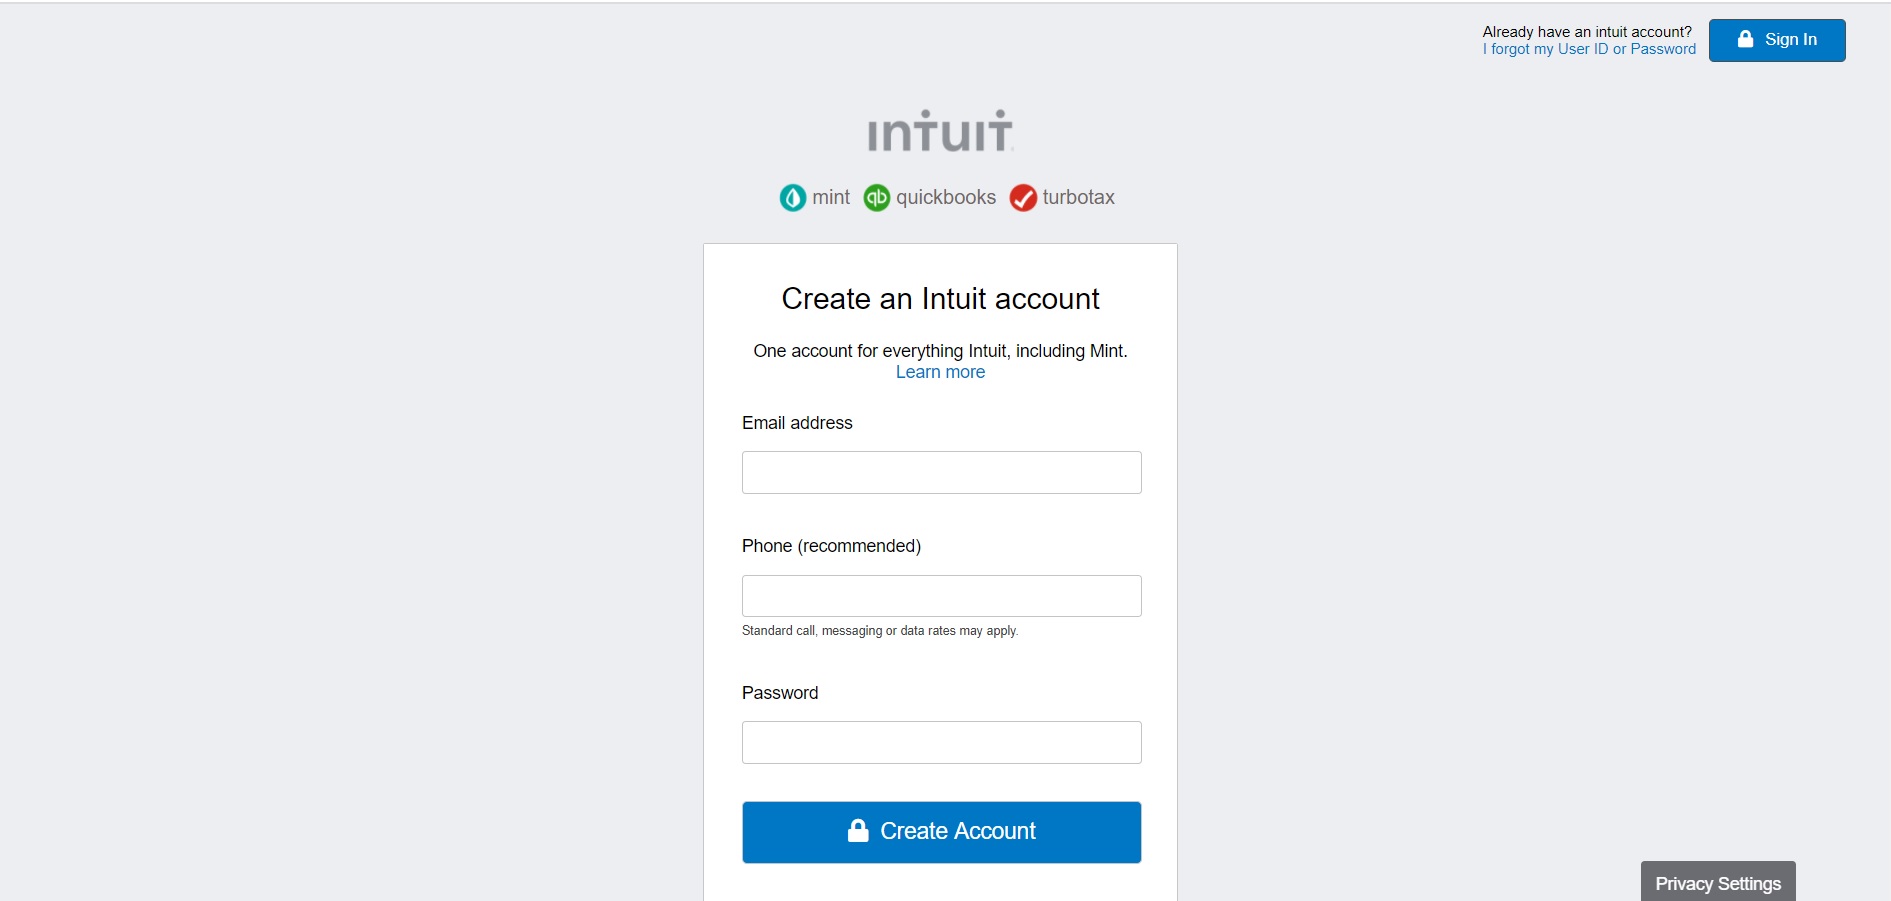 Already have an intuit account?
I forgot my User ID or Password
Sign In
intuit
mint quickbooks turbotax
Create an Intuit account
One account for everything Intuit, including Mint.
Learn more
Email address
Phone (recommended)
Standard call, messaging or data rates may apply.
Password
Create Account
Privacy Settings